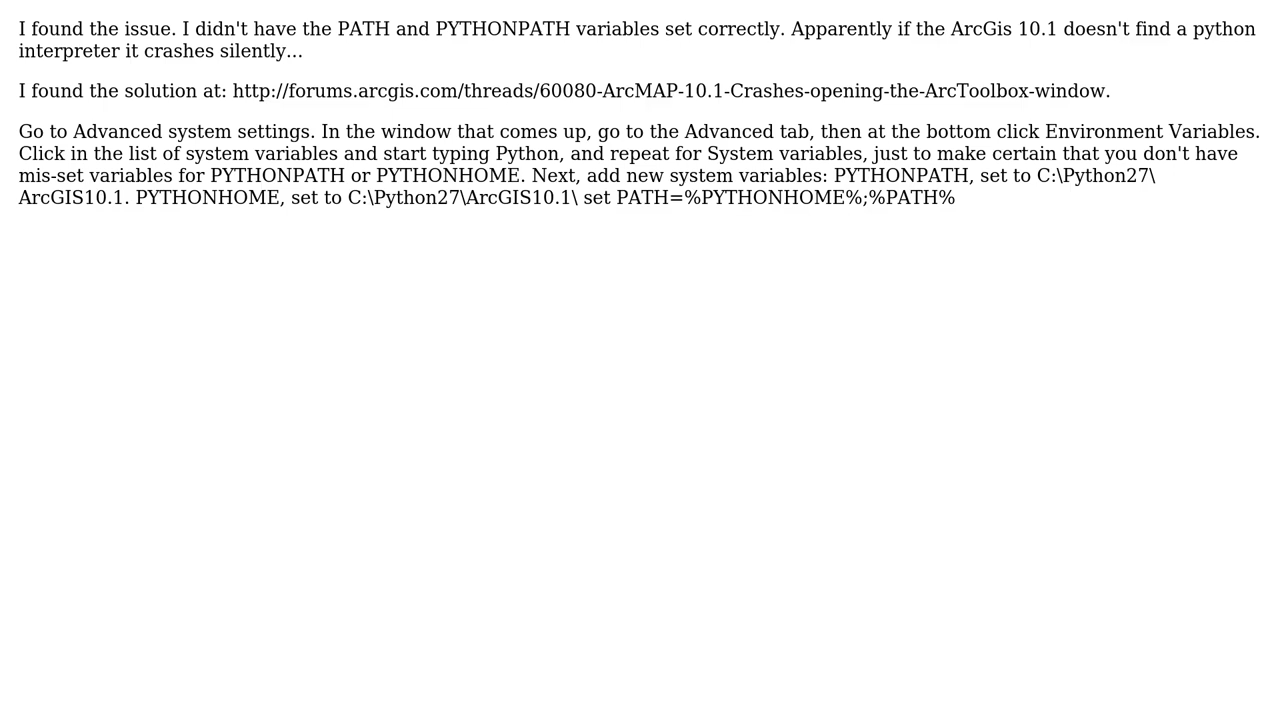 I found the issue. I didn't have the PATH and PYTHONPATH variables set correctly. Apparently if the ArcGis 10.1 doesn't find a python
interpreter it crashes silently...
I found the solution at: http://forums.arcgis.com/threads/60080-ArcMAP-10.1-Crashes-opening-the-ArcToolbox-window.
Go to Advanced system settings. In the window that comes up, go to the Advanced tab, then at the bottom click Environment Variables.
Click in the list of system variables and start typing Python, and repeat for System variables, just to make certain that you don't have
mis-set variables for PYTHONPATH or PYTHONHOME. Next, add new system variables: PYTHONPATH, set to C:\Python27\
ArcGIS10.1. PYTHONHOME, set to C:\Python27\ArcGIS10.1\ set PATH=%PYTHONHOME%;%PATH%